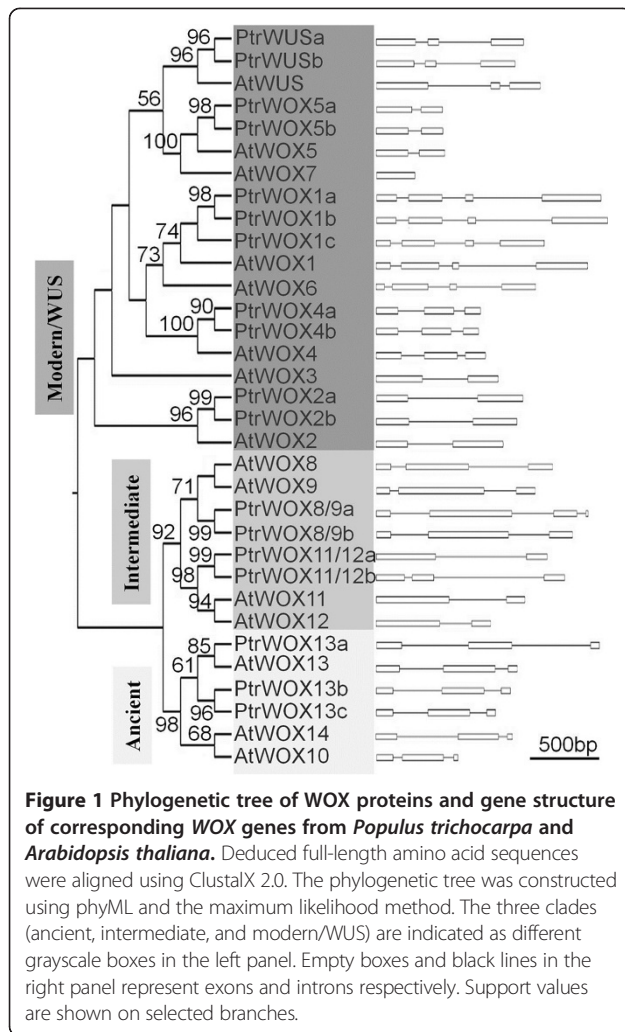 96 PtrWUSa
96 PtrWUSb
AtWUS
56
98 PtrWOX5a
PtrWOX5b
100 AtWOX5
AtWOX7
98 PtrWOX1a
PtrWOX1b
74 PtrWOX1c
73 AtWOX1
AtWOX6
90 PtrWOX4a
PtrWOX4b
100 AtWOX4
AtWOX3
99 PtrWOX2a
96 PtrWOX2b
AtWOX2
Modern/WUS
AtWOX8
71 AtWOX9
PtrWOX8/9a
92
99 PtrWOX8/9b
99 PtrWOX11/12a
98 PtrWOX11/12b
94 AtWOX11
AtWOX12
Intermediate
85 PtrWOX13a
61 AtWOX13
PtrWOX13b
96 PtrWOX13c
98
68 AtWOX14
AtWOX10
Ancient
500bp
Figure 1 Phylogenetic tree of WOX proteins and gene structure
of corresponding WOX genes from Populus trichocarpa and
Arabidopsis thaliana. Deduced full-length amino acid sequences
were aligned using ClustalX 2.0. The phylogenetic tree was constructed
using phyML and the maximum likelihood method. The three clades
(ancient, intermediate, and modern/WUS) are indicated as different
grayscale boxes in the left panel. Empty boxes and black lines in the
right panel represent exons and introns respectively. Support values
are shown on selected branches.